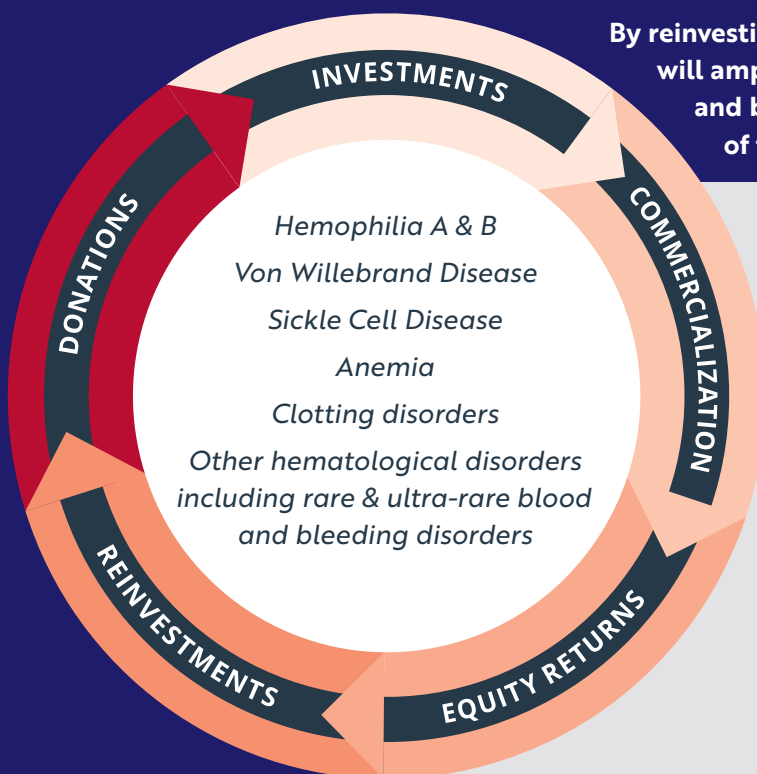 By reinvesti
will amp
and b
of
INVESTMENTS
COMMERCIALIZATION
EQUITY RETURNS
REINVESTMENTS
DONATIONS
Hemophilia A & B
Von Willebrand Disease
Sickle Cell Disease
Anemia
Clotting disorders
Other hematological disorders
including rare & ultra-rare blood
and bleeding disorders